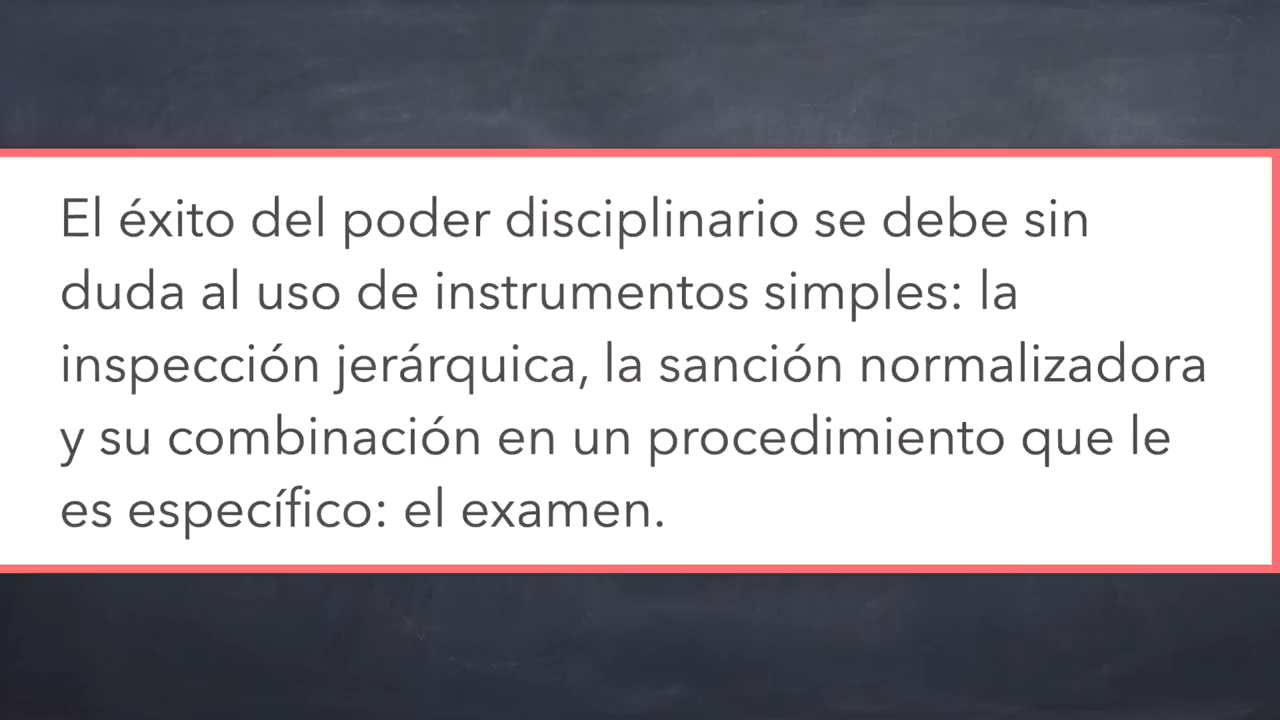 El éxito del poder disciplinario se debe sin
duda al uso de instrumentos simples: la
inspección jerárquica, la sanción normalizadora
y su combinación en un procedimiento que le
es específico: el examen.